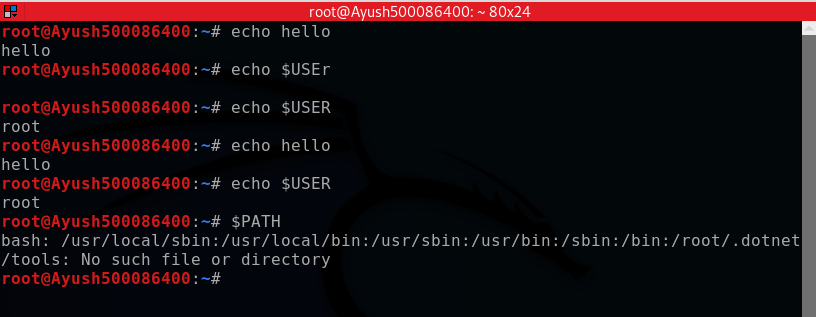 root@Ayush500086400: ~ 80x24
root@Ayush500086400:~# echo hello
hello
root@Ayush500086400:~# echo $USEr

root@Ayush500086400:~# echo $USER
root
root@Ayush500086400:~# echo hello
hello
root@Ayush500086400:~# echo $USER
root
root@Ayush500086400:~# $PATH
bash: /usr/local/sbin:/usr/local/bin:/usr/sbin:/usr/bin:/sbin:/bin:/root/.dotnet
/tools: No such file or directory
root@Ayush500086400:~#